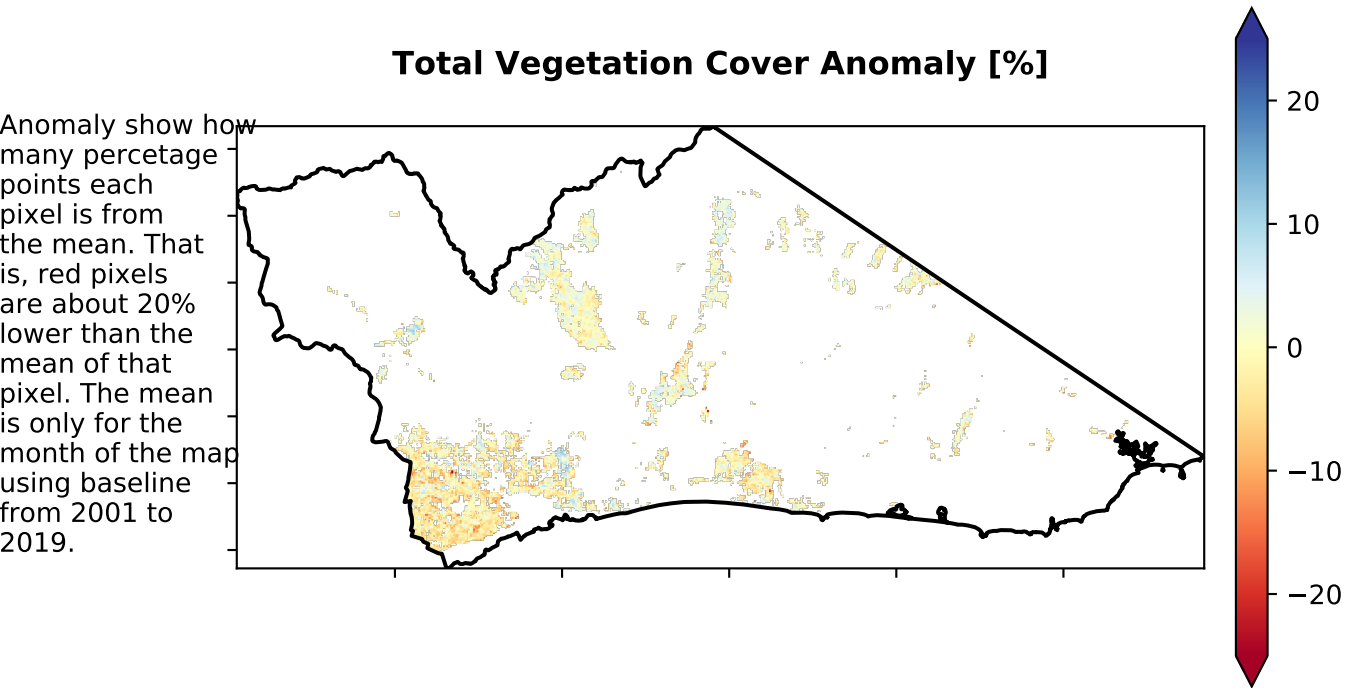 Total Vegetation Cover Anomaly [%]
Anomaly show how
many percetage
points each
pixel is from
the mean. That
is, red pixels
are about 20%
lower than the
mean of that
pixel. The mean
is only for the
month of the map
using baseline
from 2001 to
2019.
20
10
0
−10
−20